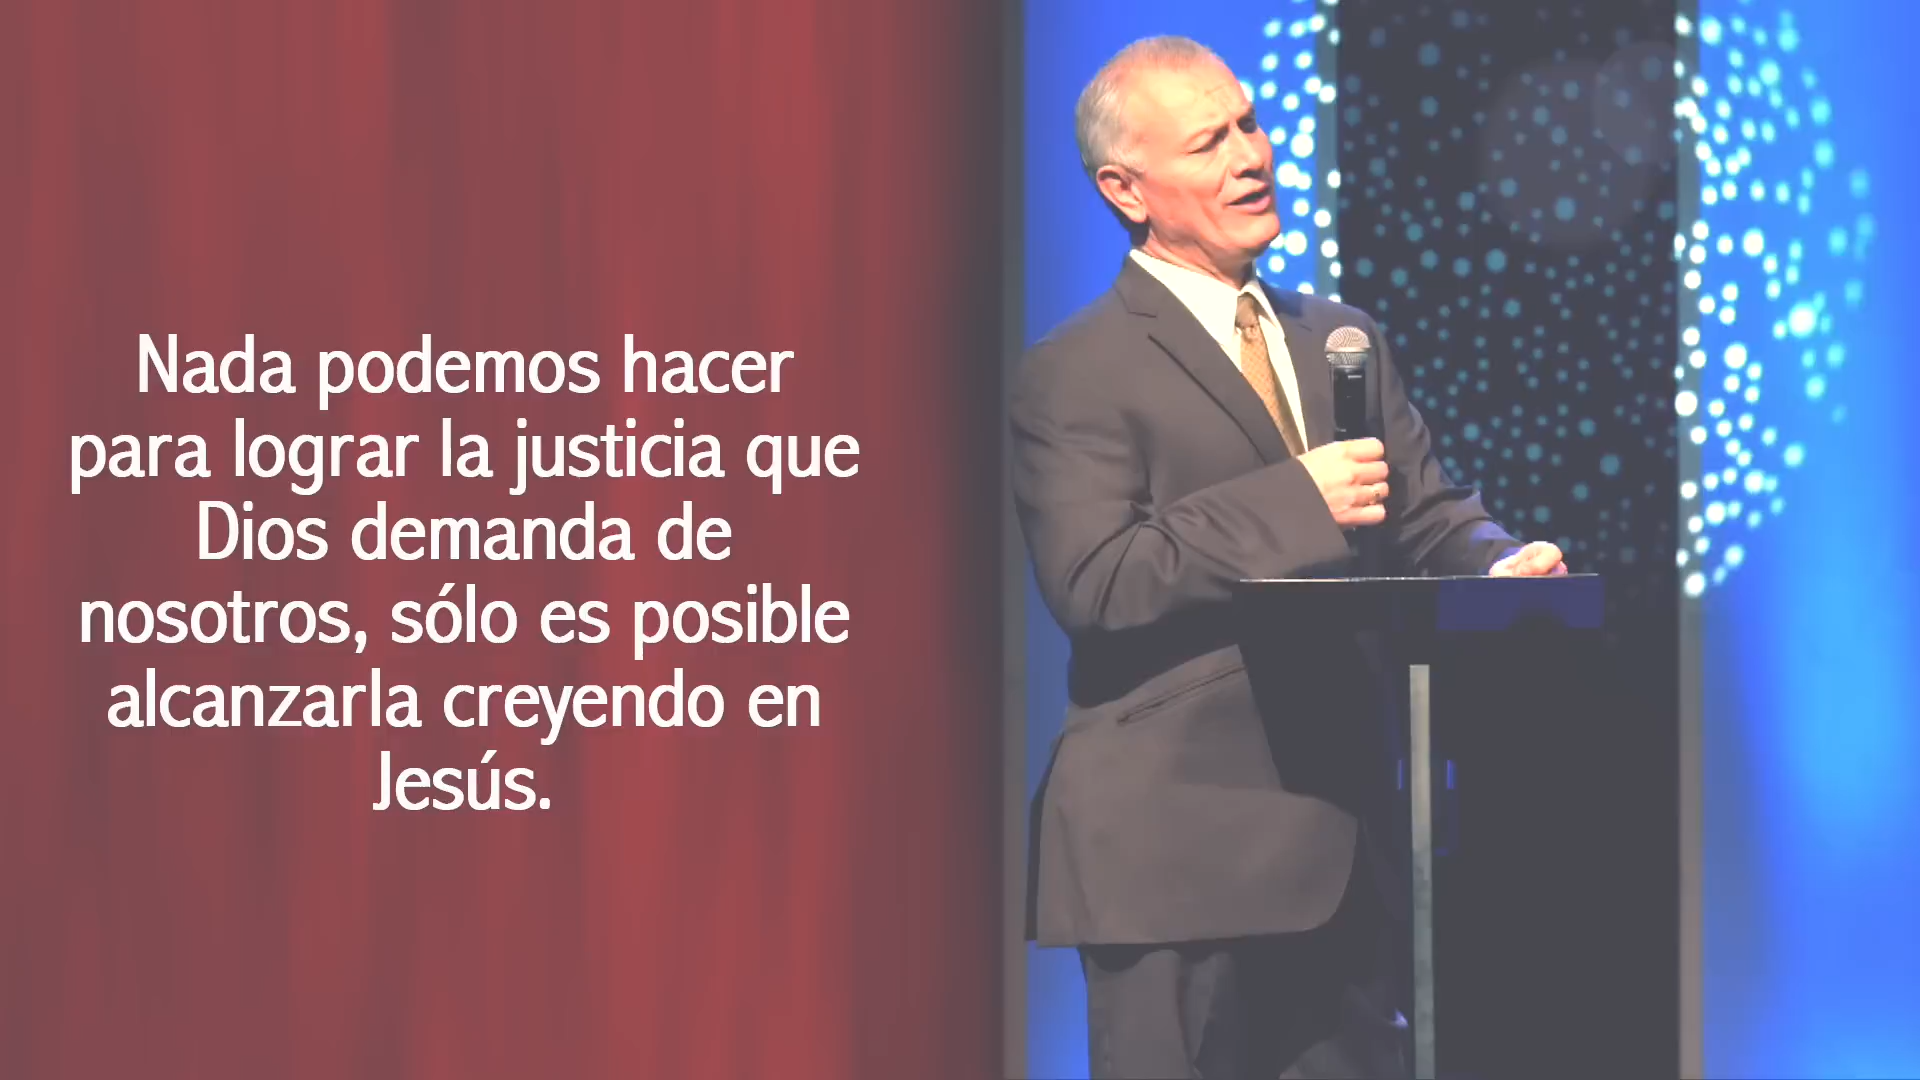 Nada podemos hacer
para lograr la justicia que
Dios demanda de
nosotros, sólo es posible
alcanzarla creyendo en
Jesús.